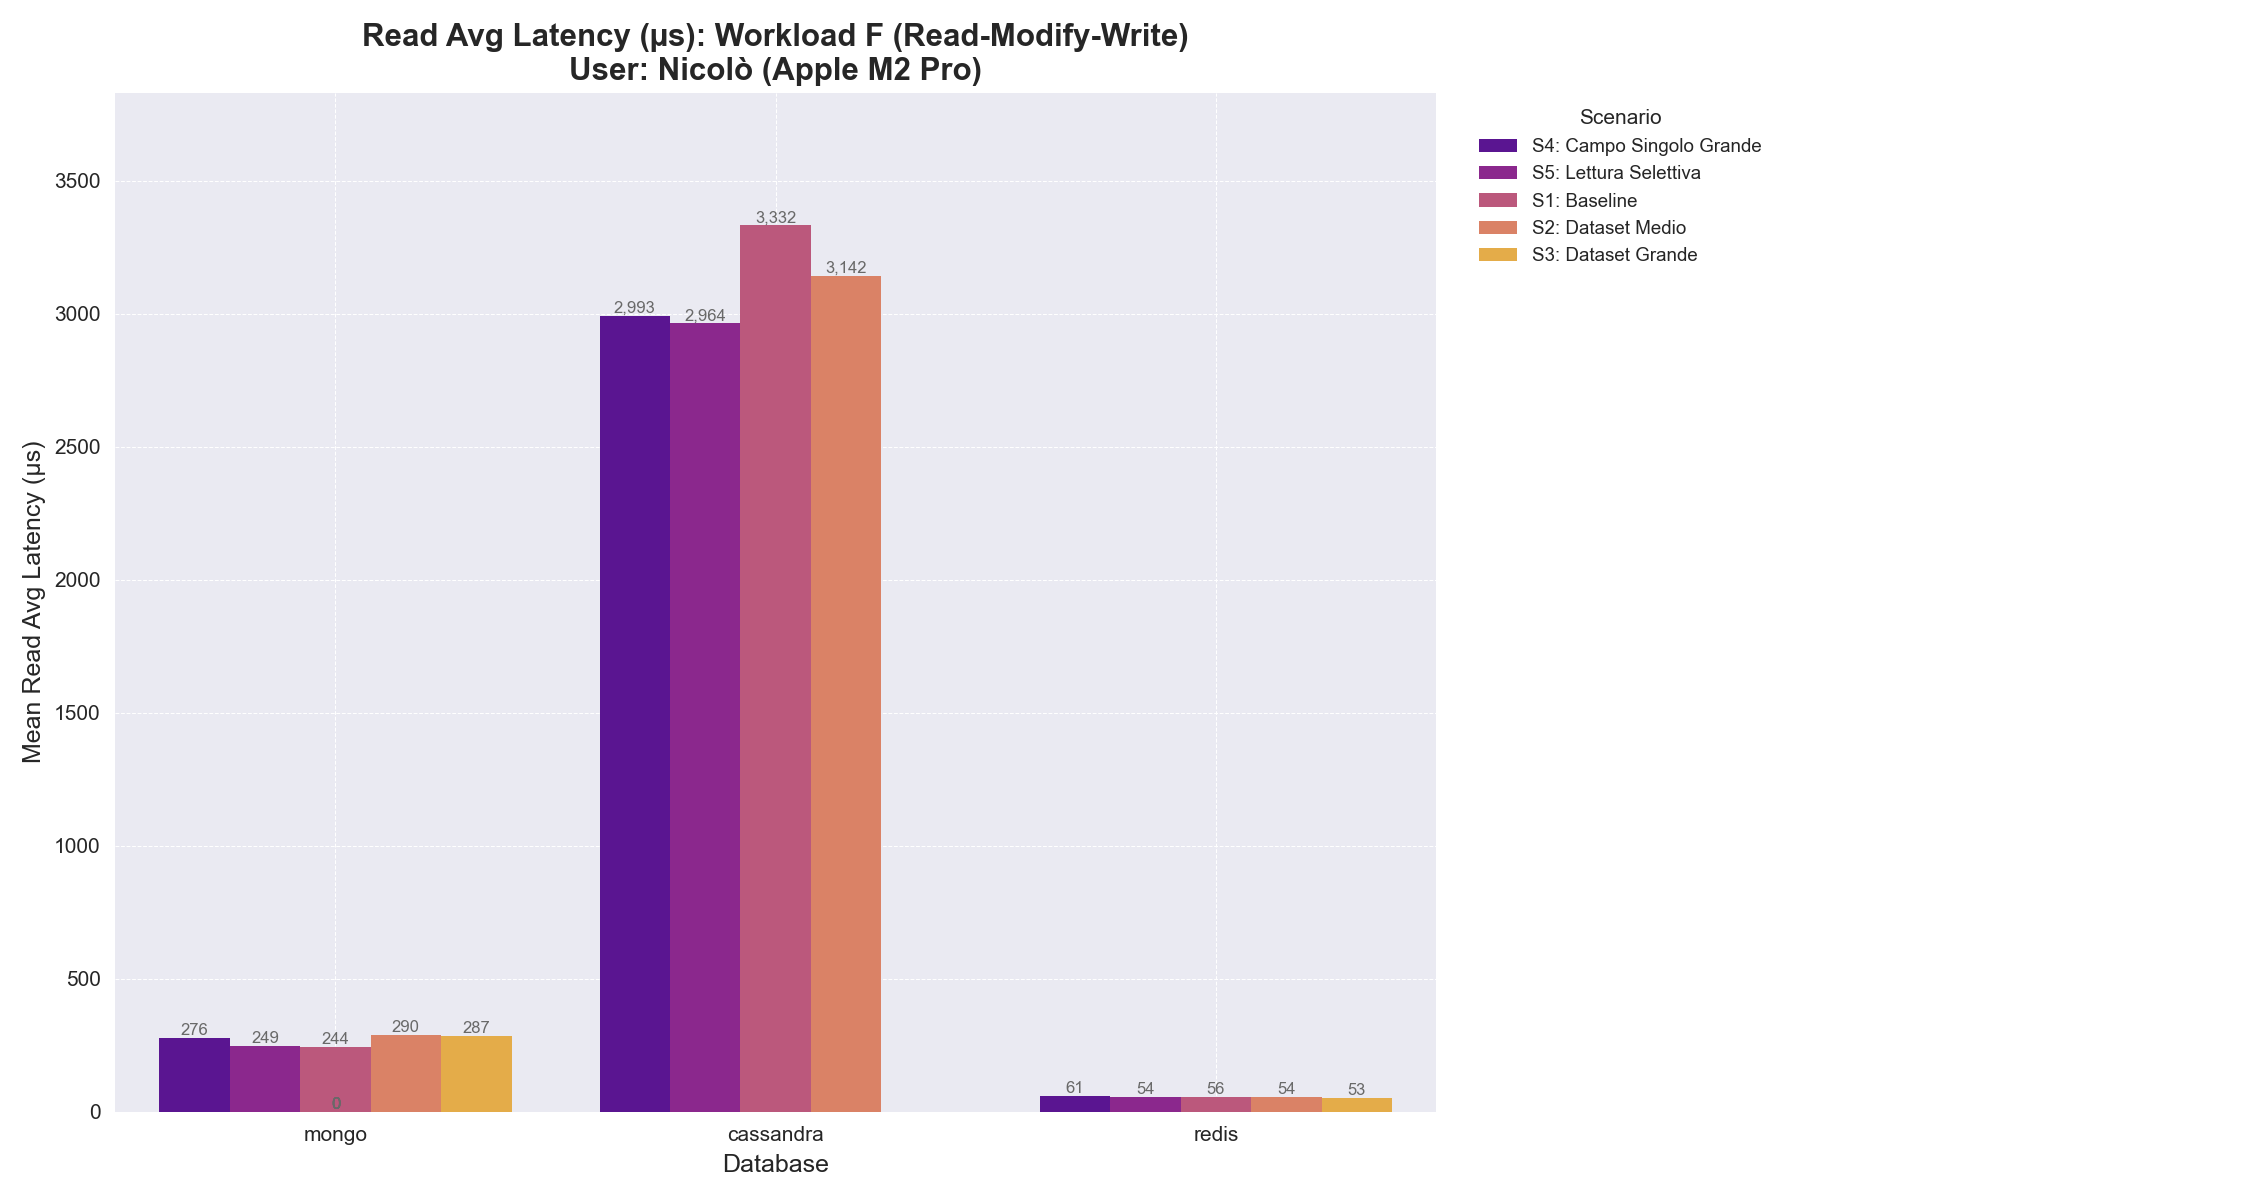 Read Avg Latency (µs): Workload F (Read-Modify-Write)
User: Nicolò (Apple M2 Pro)
Mean Read Avg Latency (µs)
3500
3000
2500
2000
1500
1000
500
0
276
249
244
290
287
0
2,993
2,964
3,332
3,142
61
54
56
54
53
mongo
cassandra
redis
Database
Scenario
S4: Campo Singolo Grande
S5: Lettura Selettiva
S1: Baseline
S2: Dataset Medio
S3: Dataset Grande